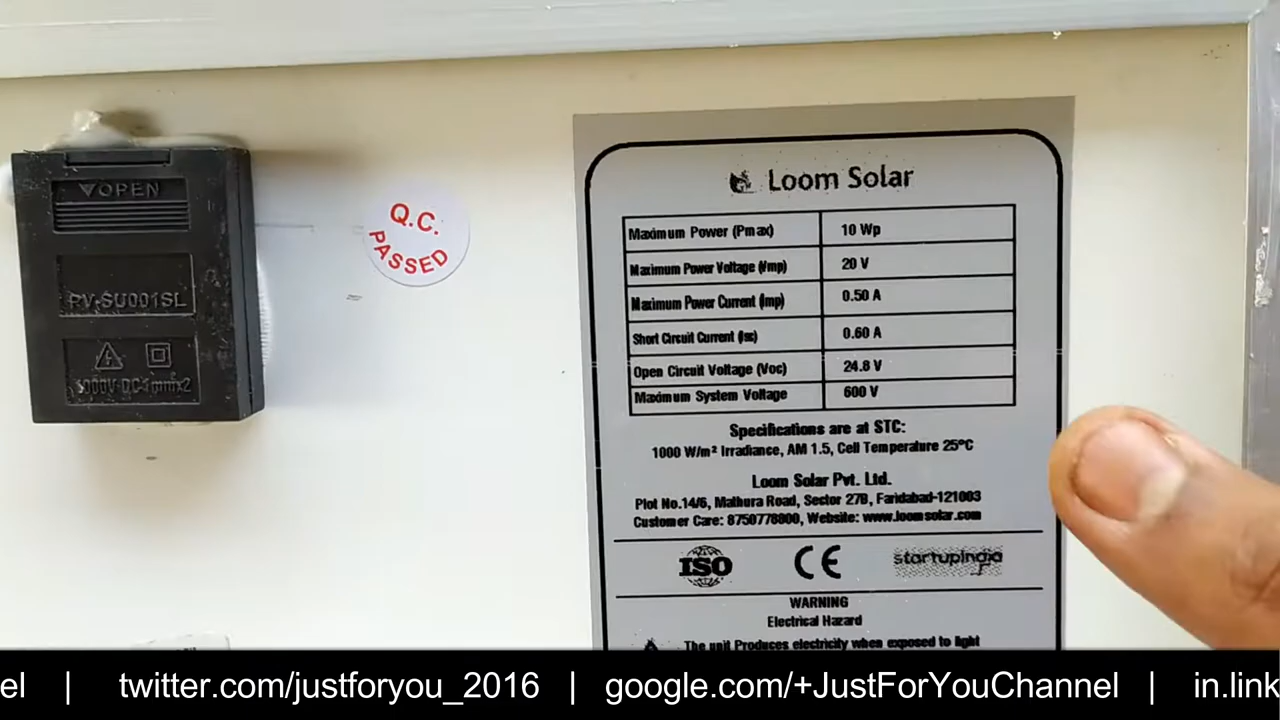 OPEN
PV-SU001SL
1000V DC 4mmx2
Q.C.
PASSED
Loom Solar
Maximum Power (Pmax) 10 Wp
Maximum Power Voltage (Vmp) 20 V
Maximum Power Current (Imp) 0.50 A
Short Circuit Current (Isc) 0.60 A
Open Circuit Voltage (Voc) 24.8 V
Maximum System Voltage 600 V
Specifications are at STC:
1000 W/m² Irradiance, AM 1.5, Cell Temperature 25°C
Loom Solar Pvt. Ltd.
Plot No.14/6, Mathura Road, Sector 27B, Faridabad-121003
Customer Care: 8750778800, Website: www.loomsolar.com
ISO CE startupindia
WARNING
Electrical Hazard
The unit Produces electricity when exposed to light
el | twitter.com/justforyou_2016 | google.com/+JustForYouChannel | in.link